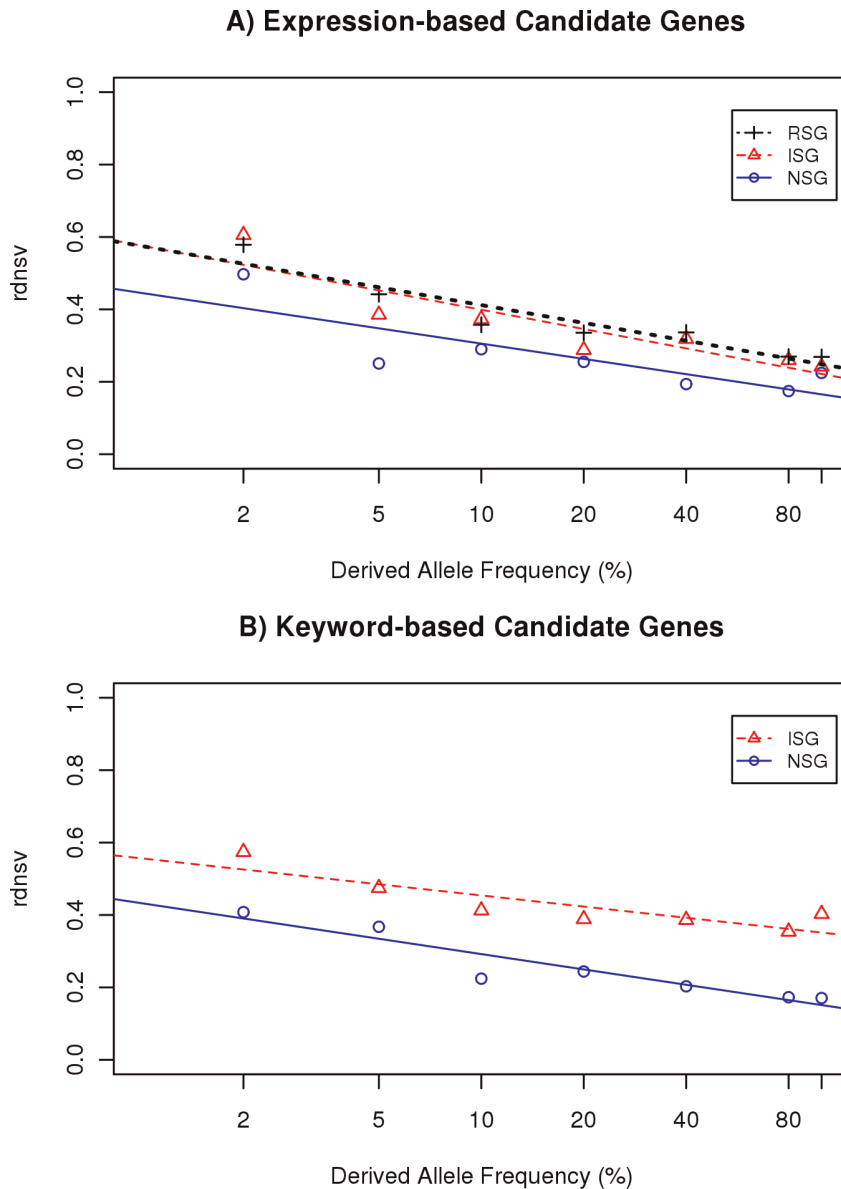 A) Expression-based Candidate Genes
1.0
0.8
0.6
0.4
0.2
0.0
rdnsv
RSG
ISG
NSG
2 5 10 20 40 80
Derived Allele Frequency (%)
B) Keyword-based Candidate Genes
1.0
0.8
0.6
0.4
0.2
0.0
rdnsv
ISG
NSG
2 5 10 20 40 80
Derived Allele Frequency (%)